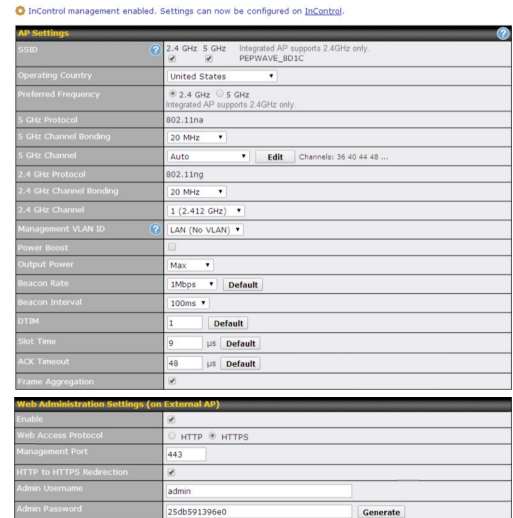 InControl management enabled. Settings can now be configured on InControl.
AP Settings
SSID
2.4 GHz 5 GHz Integrated AP supports 2.4GHz only.
PEPWAVE_8D1C
Operating Country United States
Preferred Frequency 2.4 GHz 5 GHz
Integrated AP supports 2.4GHz only.
5 GHz Protocol 802.11na
5 GHz Channel Bonding 20 MHz
5 GHz Channel Auto Edit Channels: 36 40 44 48 ...
2.4 GHz Protocol 802.11ng
2.4 GHz Channel Bonding 20 MHz
2.4 GHz Channel 1 (2.412 GHz)
Management VLAN ID LAN (No VLAN)
Power Boost
Output Power Max
Beacon Rate 1Mbps Default
Beacon Interval 100ms
DTIM 1 Default
Slot Time 9 µs Default
ACK Timeout 48 µs Default
Frame Aggregation
Web Administration Settings (on External AP)
Enable
Web Access Protocol HTTP HTTPS
Management Port 443
HTTP to HTTPS Redirection
Admin Username admin
Admin Password 25db591396e0 Generate